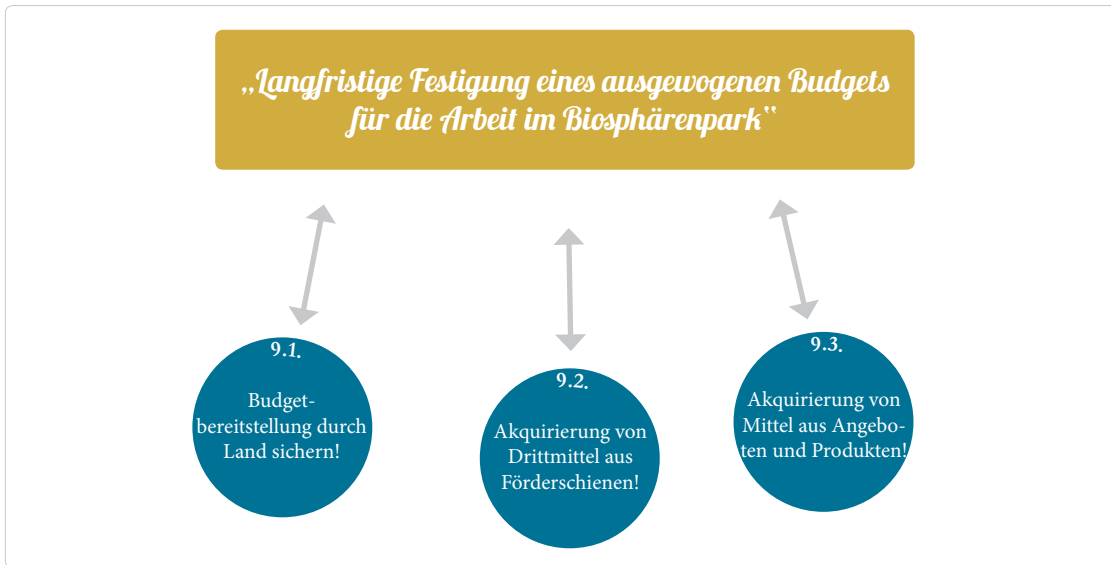 „Langfristige Festigung eines ausgewogenen Budgets
für die Arbeit im Biosphärenpark“
9.1.
Budget-
bereitstellung durch
Land sichern!
9.2.
Akquirierung von
Drittmittel aus
Förderschienen!
9.3.
Akquirierung von
Mittel aus Angebo-
ten und Produkten!